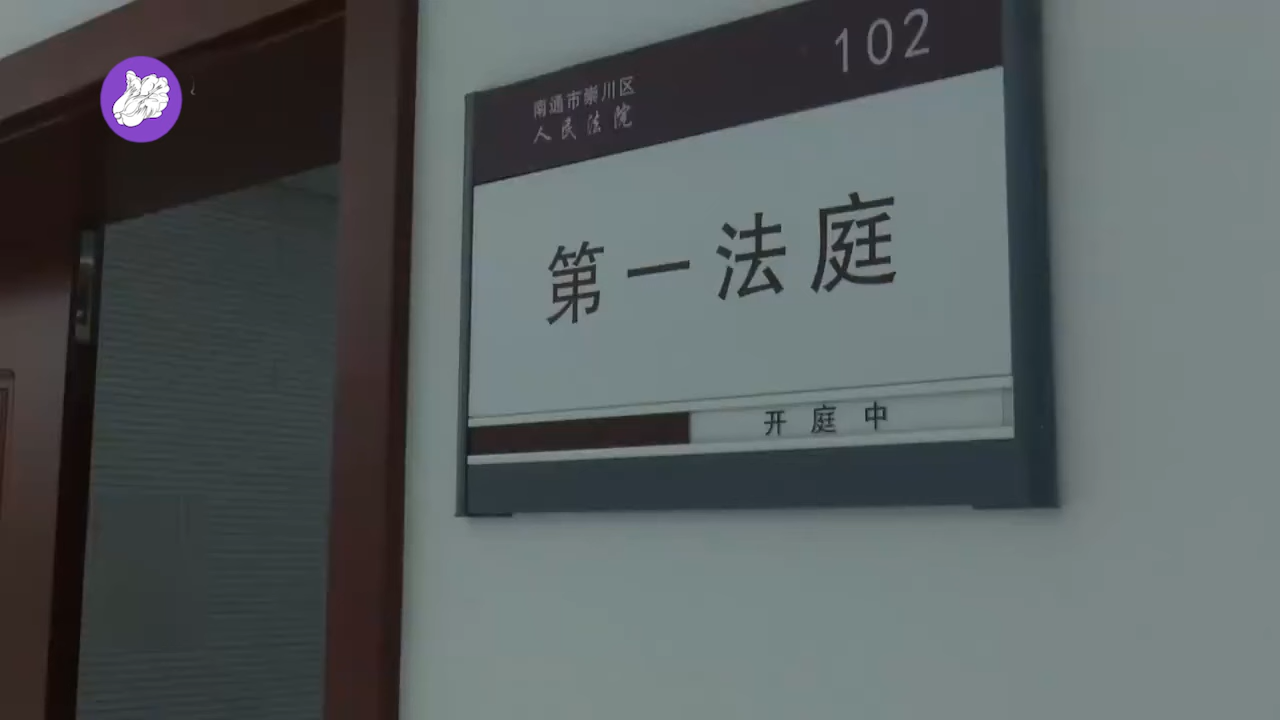 102
南通市崇川区
人民法院
第一法庭
开庭中